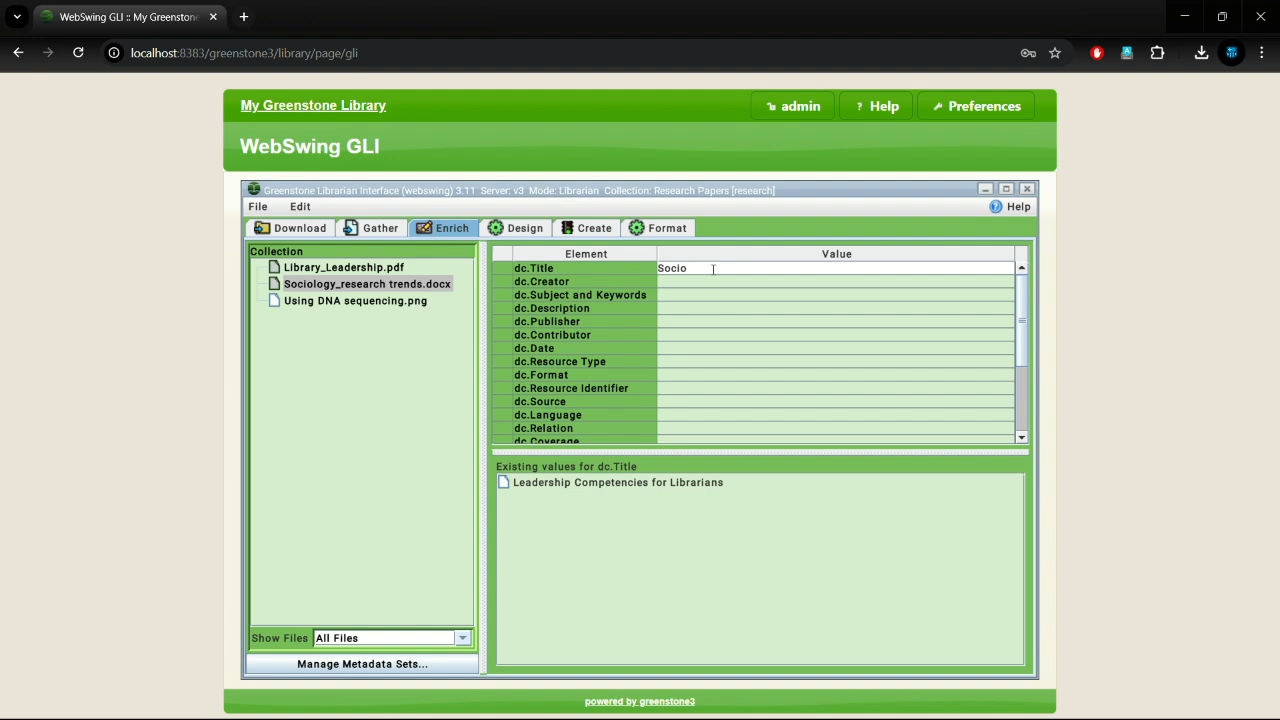 WebSwing GLI :: My Greenstone
localhost:8383/greenstone3/library/page/gli
My Greenstone Library
admin
? Help
Preferences
WebSwing GLI
Greenstone Librarian Interface (webswing) 3.11 Server: v3 Mode: Librarian Collection: Research Papers [research]
File Edit
? Help
Download Gather Enrich Design Create Format
Collection
Library_Leadership.pdf
Sociology_research trends.docx
Using DNA sequencing.png
Element Value
dc.Title Socio
dc.Creator
dc.Subject and Keywords
dc.Description
dc.Publisher
dc.Contributor
dc.Date
dc.Resource Type
dc.Format
dc.Resource Identifier
dc.Source
dc.Language
dc.Relation
dc.Coverage
Existing values for dc.Title
Leadership Competencies for Librarians
Show Files All Files
Manage Metadata Sets...
powered by greenstone3